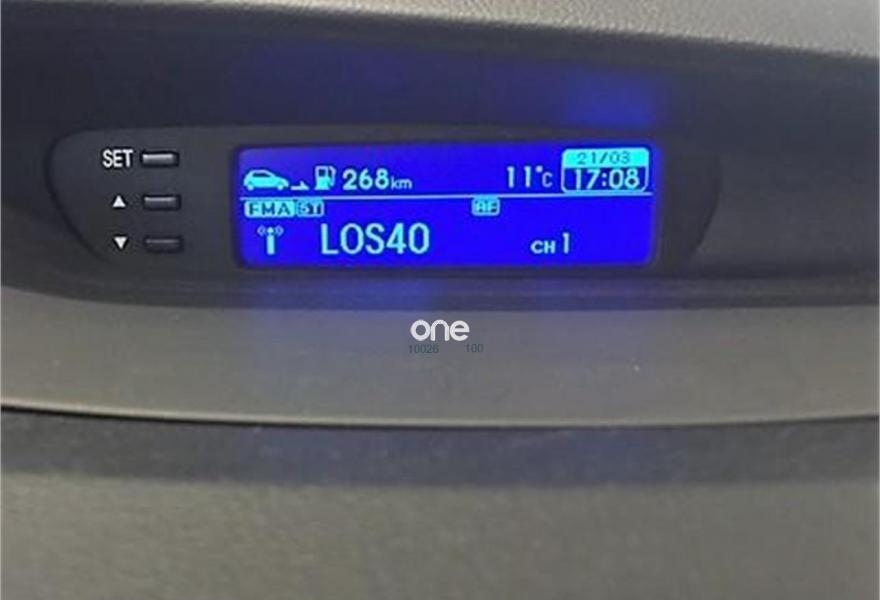 SET
268km 11°C 21/03
17:08
FMA ST AF
LOS40 CH 1
one
10026 100